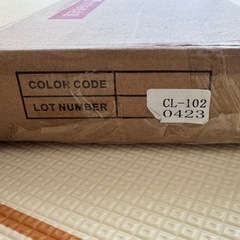 COLOR CODE
LOT NUMBER
CL-102
0423